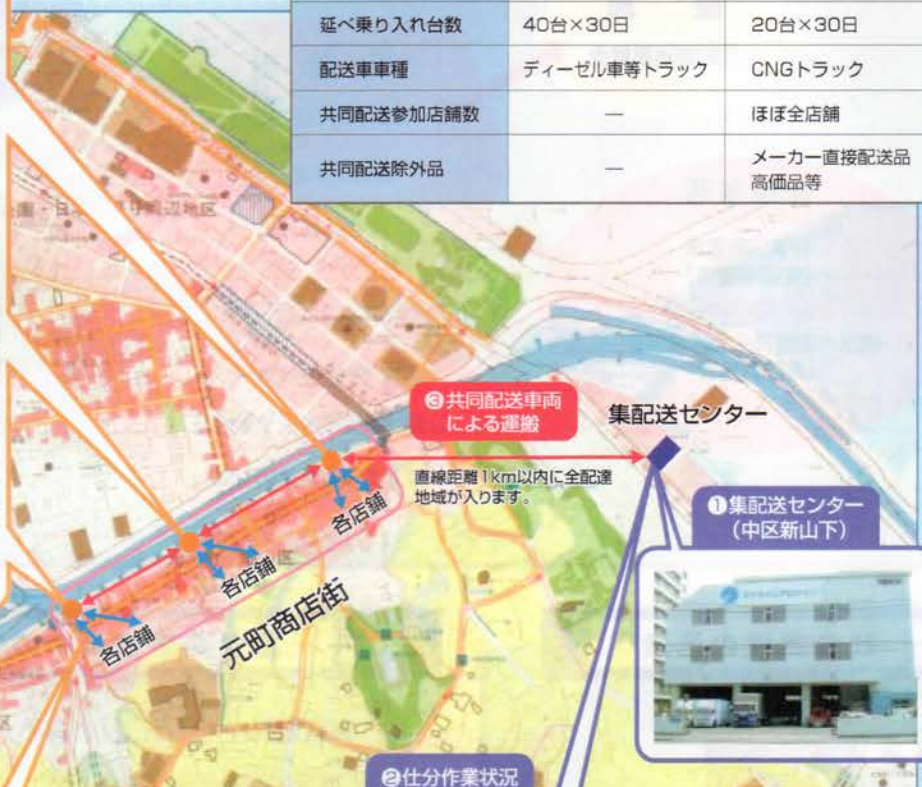 延べ乗り入れ台数 40台×30日 20台×30日
配送車車種 ディーゼル車等トラック CNGトラック
共同配送参加店舗数 — ほぼ全店舗
共同配送除外品 — メーカー直接配送品
高価品等
❸共同配送車両
による運搬
集配送センター
直線距離1km以内に全配達
地域が入ります。
❶集配送センター
(中区新山下)
各店舗
各店舗
各店舗
元町商店街
❷仕分作業状況